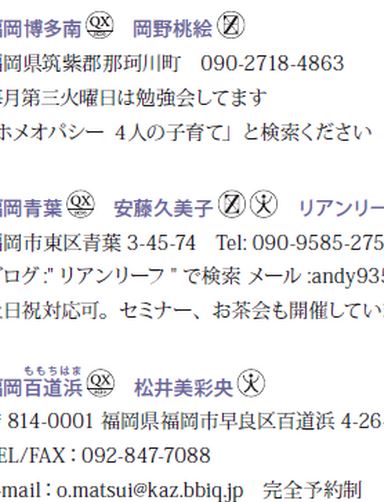 福岡博多南 QX 岡野桃絵
福岡県筑紫郡那珂川町 090-2718-4863
毎月第三火曜日は勉強会してます
ホメオパシー 4人の子育て」と検索ください
福岡青葉 QX 安藤久美子 リアンリー
福岡市東区青葉 3-45-74 Tel: 090-9585-275
ブログ:" リアンリーフ " で検索 メール :andy935
土日祝対応可。セミナー、お茶会も開催してい
ももちはま
福岡百道浜 QX 松井美彩央
〒 814-0001 福岡県福岡市早良区百道浜 4-26-
TEL/FAX : 092-847-7088
-mail : o.matsui@kaz.bbiq.jp 完全予約制